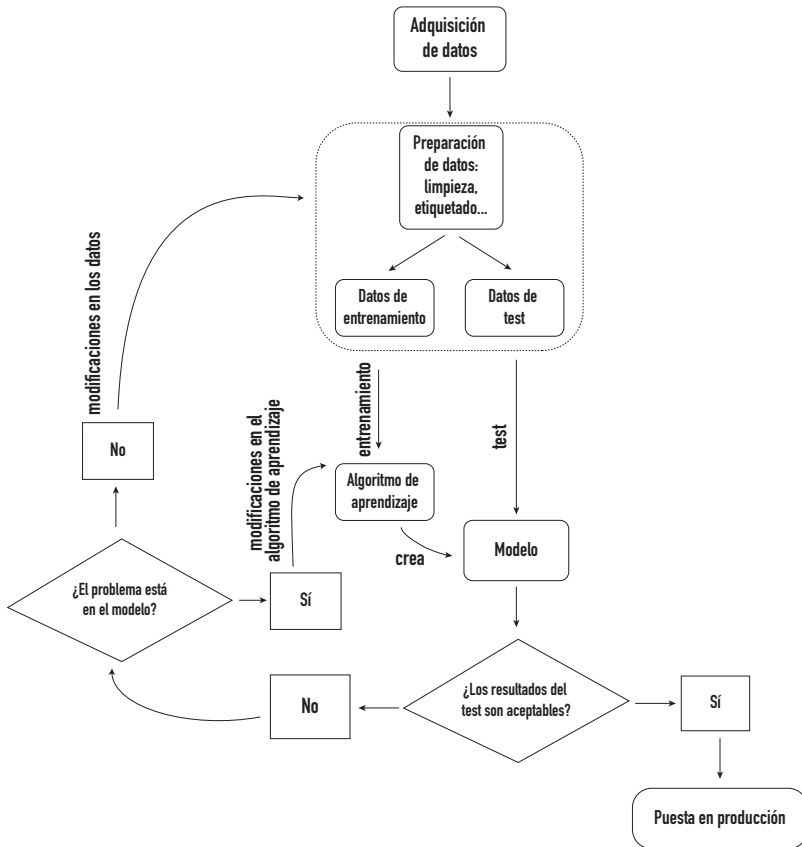 Adquisición
de datos
Preparación
de datos:
limpieza,
etiquetado...
Datos de
entrenamiento
Datos de
test
modificaciones en los datos
entrenamiento
test
No
modificaciones en el
algoritmo de aprendizaje
Algoritmo de
aprendizaje
crea
Modelo
¿El problema está
en el modelo?
Sí
No
¿Los resultados del
test son aceptables?
Sí
Puesta en producción